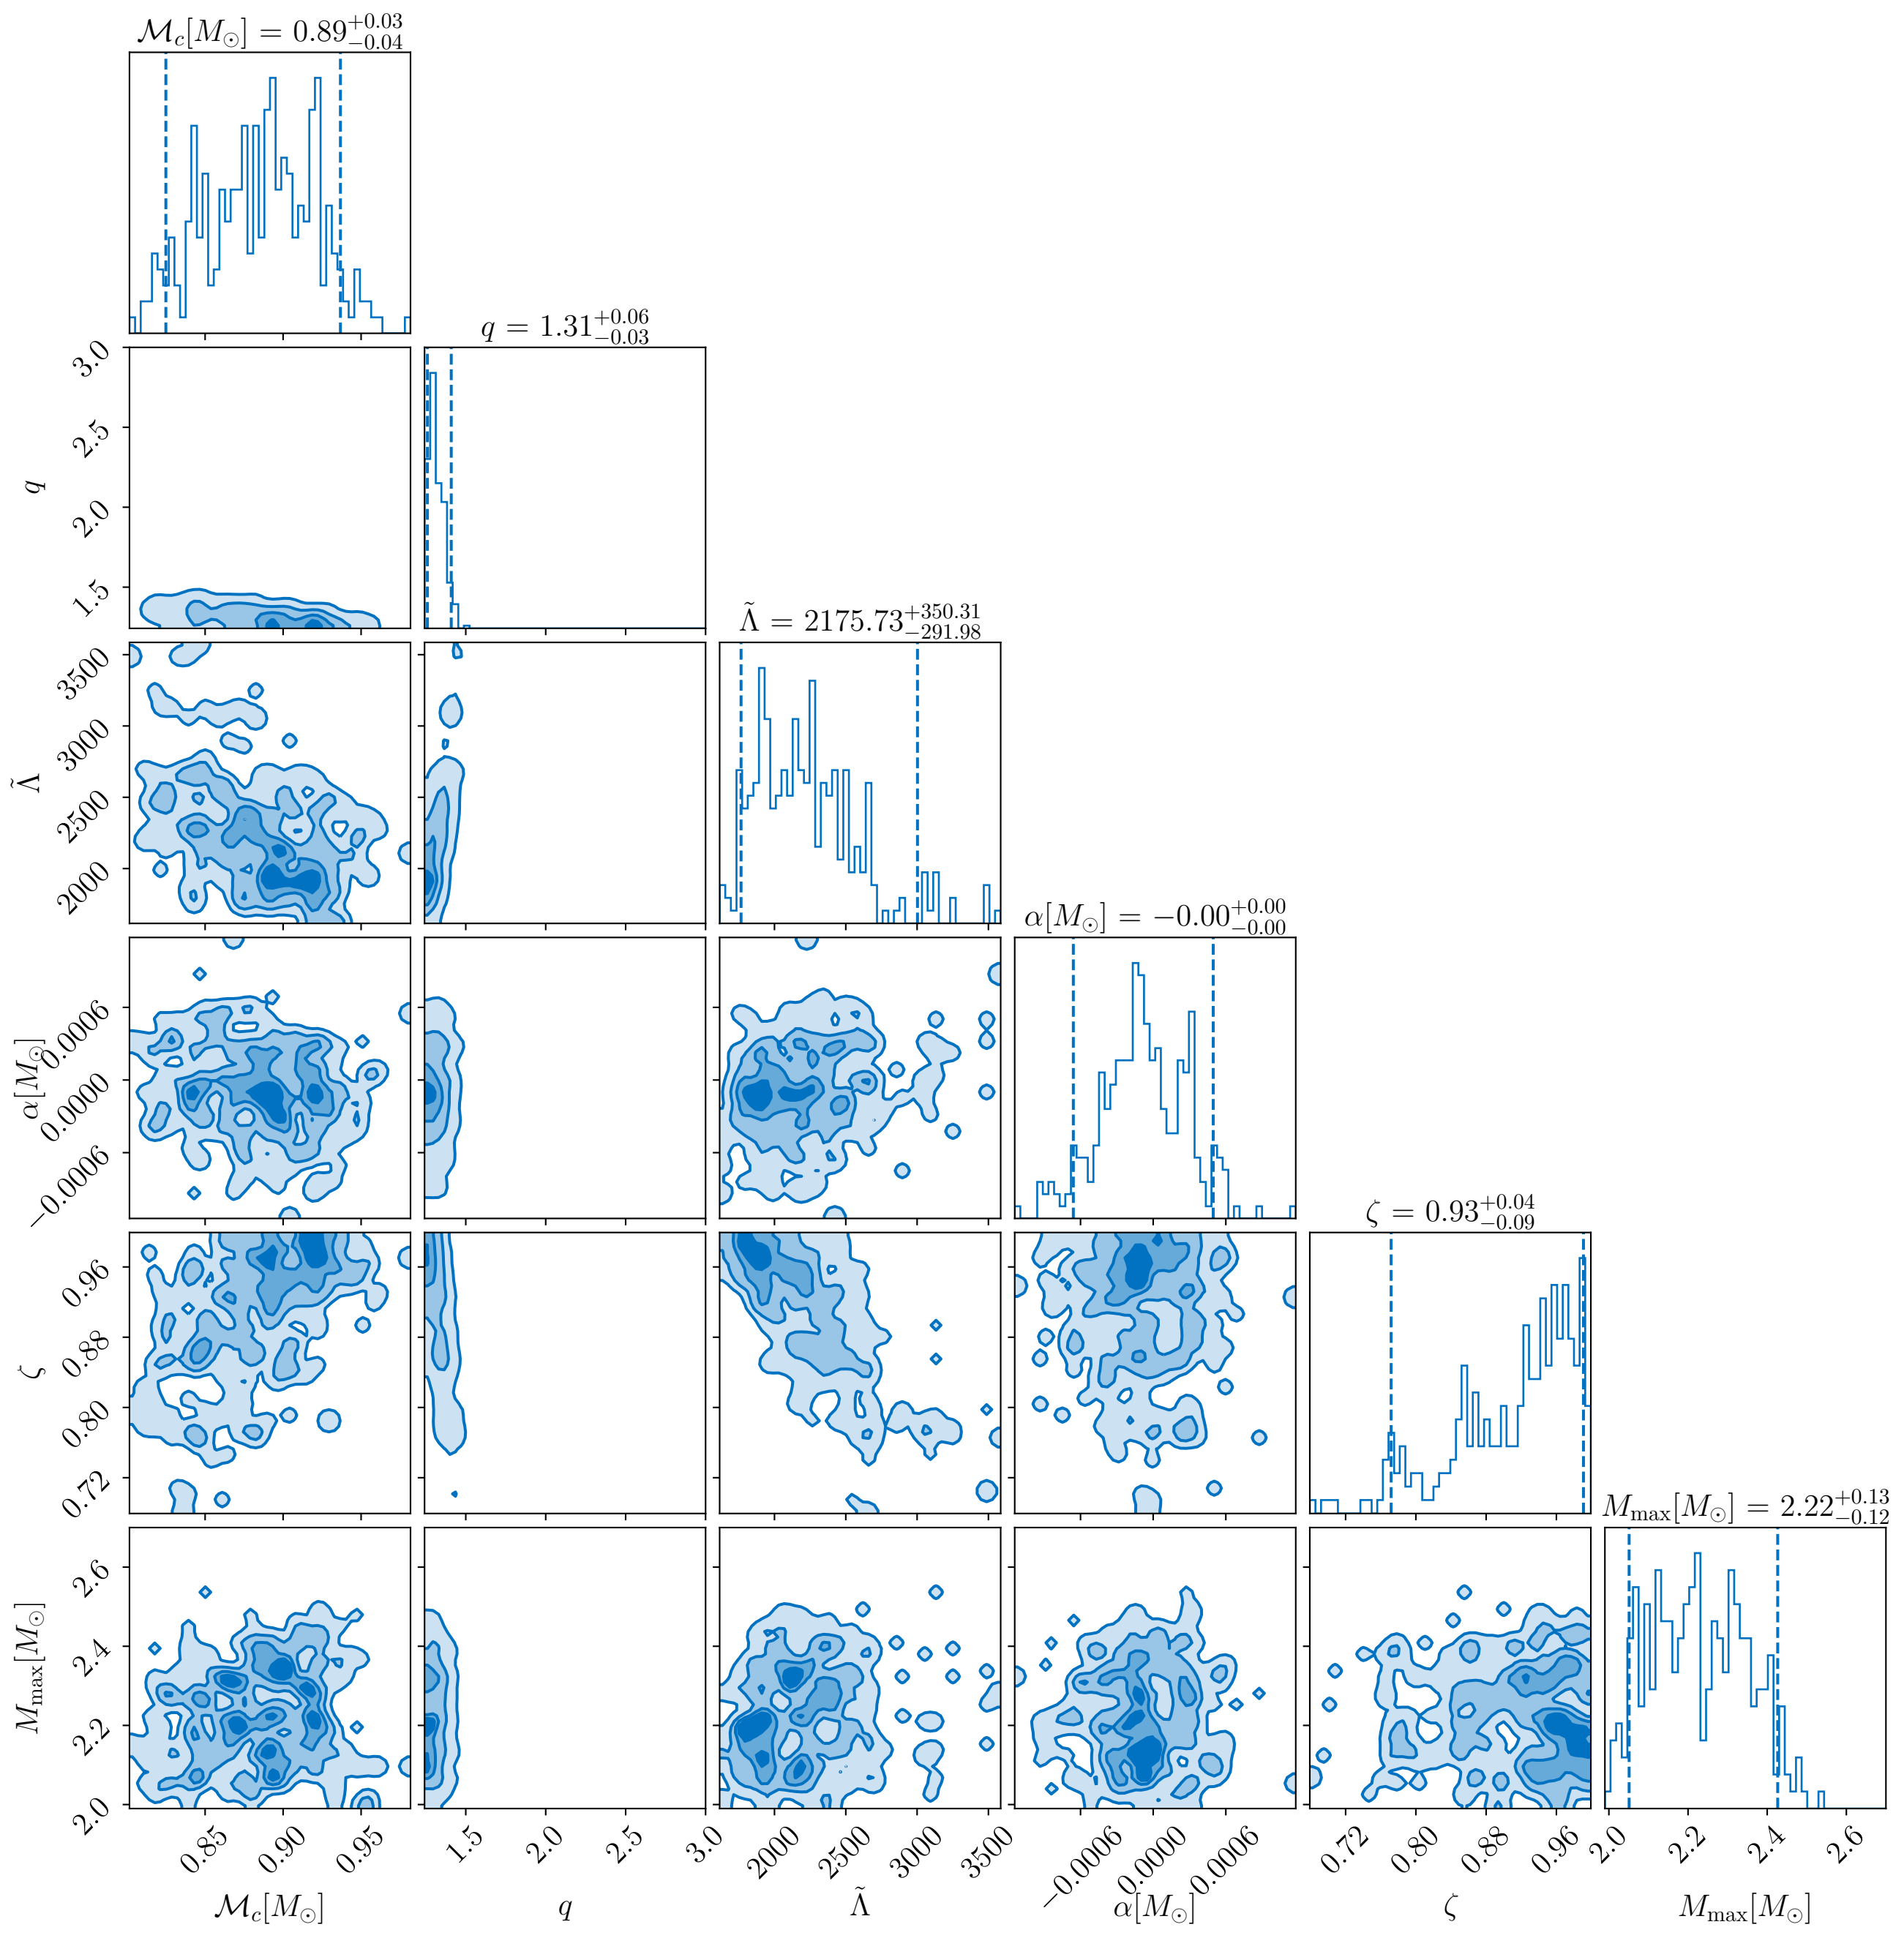 ℳ_c[M_⊙] = 0.89^{+0.03}_{−0.04}
q = 1.31^{+0.06}_{−0.03}
3.0
2.5
2.0
1.5
q
Λ̃ = 2175.73^{+350.31}_{−291.98}
3500
3000
2500
2000
Λ̃
α[M_⊙] = −0.00^{+0.00}_{−0.00}
0.0006
0.0000
−0.0006
α[M_⊙]
ζ = 0.93^{+0.04}_{−0.09}
0.96
0.88
0.80
0.72
ζ
M_max[M_⊙] = 2.22^{+0.13}_{−0.12}
2.6
2.4
2.2
2.0
M_max[M_⊙]
0.85 0.90 0.95 1.5 2.0 2.5 3.0 2000 2500 3000 3500 −0.0006 0.0000 0.0006 0.72 0.80 0.88 0.96 2.0 2.2 2.4 2.6
ℳ_c[M_⊙] q Λ̃ α[M_⊙] ζ M_max[M_⊙]